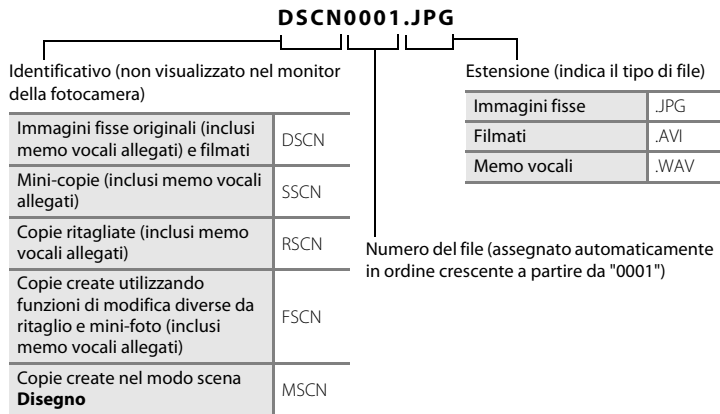 DSCN0001.JPG
Identificativo (non visualizzato nel monitor
della fotocamera)
Immagini fisse originali (inclusi
memo vocali allegati) e filmati
DSCN
Mini-copie (inclusi memo vocali
allegati)
SSCN
Copie ritagliate (inclusi memo
vocali allegati)
RSCN
Copie create utilizzando
funzioni di modifica diverse da
ritaglio e mini-foto (inclusi
memo vocali allegati)
FSCN
Copie create nel modo scena
Disegno
MSCN
Estensione (indica il tipo di file)
Immagini fisse .JPG
Filmati .AVI
Memo vocali .WAV
Numero del file (assegnato automaticamente
in ordine crescente a partire da "0001")